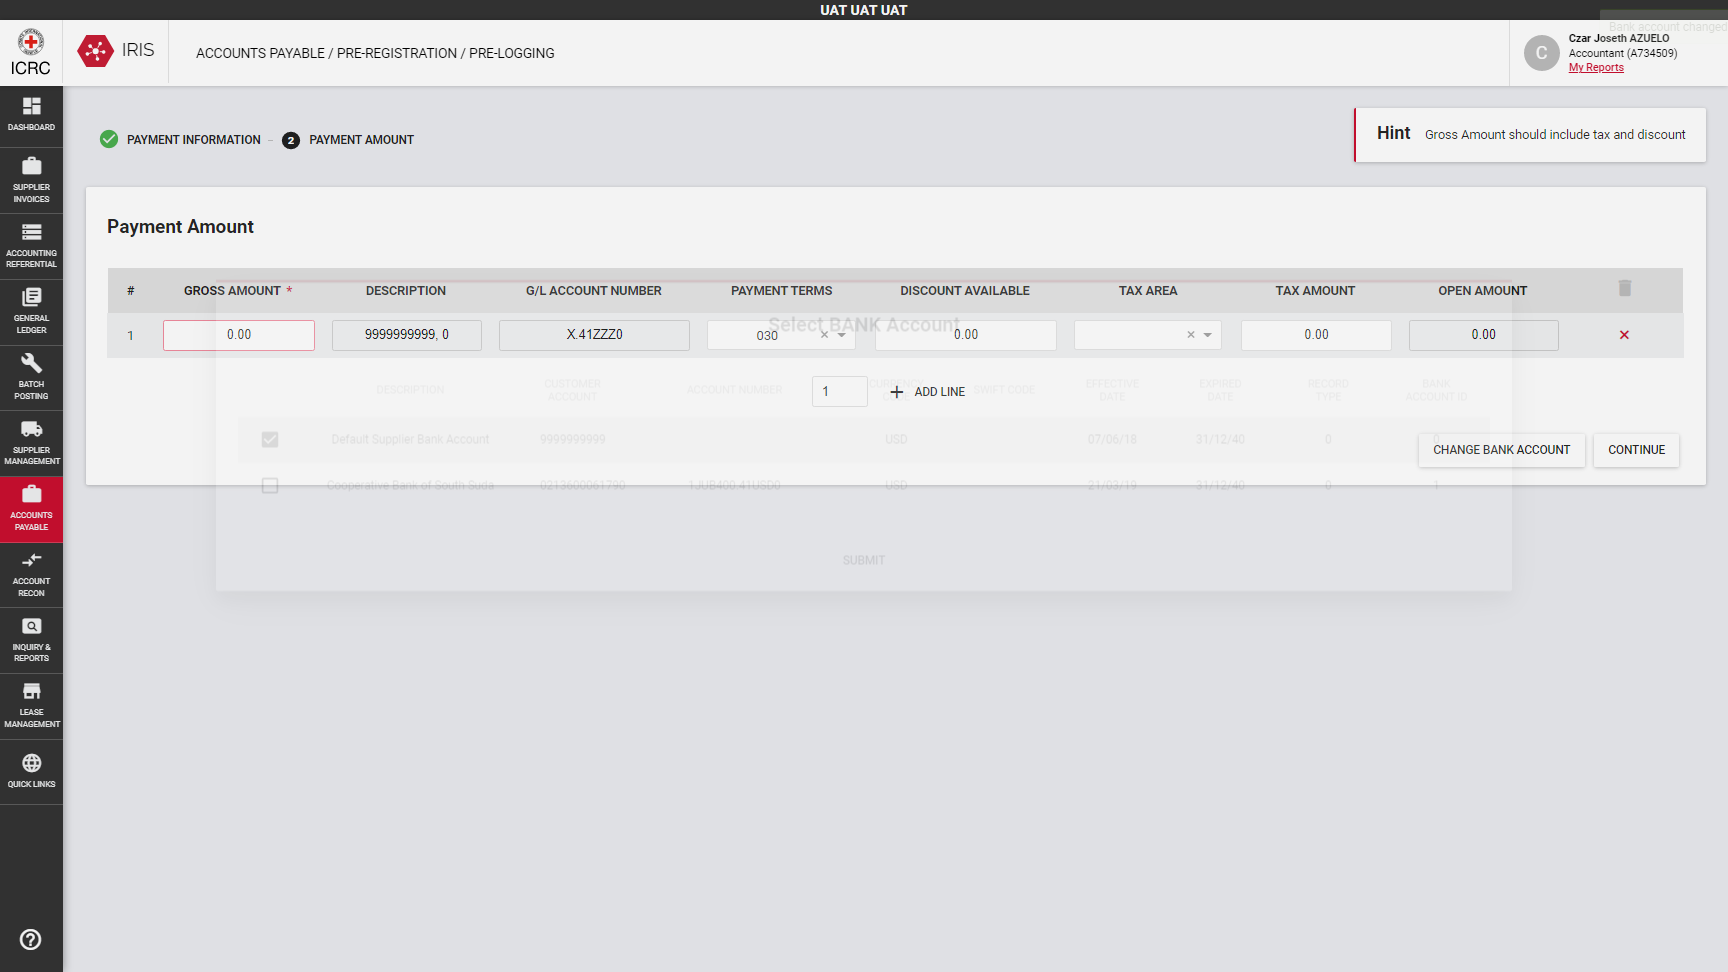 UAT UAT UAT
Bank account changed
ICRC
IRIS
ACCOUNTS PAYABLE / PRE-REGISTRATION / PRE-LOGGING
C
Czar Joseth AZUELO
Accountant (A734509)
My Reports
DASHBOARD
SUPPLIER
INVOICES
ACCOUNTING
REFERENTIAL
GENERAL
LEDGER
BATCH
POSTING
SUPPLIER
MANAGEMENT
ACCOUNTS
PAYABLE
ACCOUNT
RECON
INQUIRY &
REPORTS
LEASE
MANAGEMENT
QUICK LINKS
PAYMENT INFORMATION – 2 PAYMENT AMOUNT
Hint Gross Amount should include tax and discount
Payment Amount
# GROSS AMOUNT * DESCRIPTION G/L ACCOUNT NUMBER PAYMENT TERMS DISCOUNT AVAILABLE TAX AREA TAX AMOUNT OPEN AMOUNT
1 0.00 9999999999, 0 X.41ZZZ0 030 0.00 0.00 0.00
1 + ADD LINE
CHANGE BANK ACCOUNT CONTINUE
Select BANK Account
DESCRIPTION CUSTOMER ACCOUNT ACCOUNT NUMBER CURRENCY SWIFT CODE EFFECTIVE DATE EXPIRED DATE RECORD TYPE BANK ACCOUNT ID
Default Supplier Bank Account 9999999999 USD 07/06/18 31/12/40 0 0
Cooperative Bank of South Suda 0213600061790 1JUB400.41USD0 USD 21/03/19 31/12/40 0 1
SUBMIT